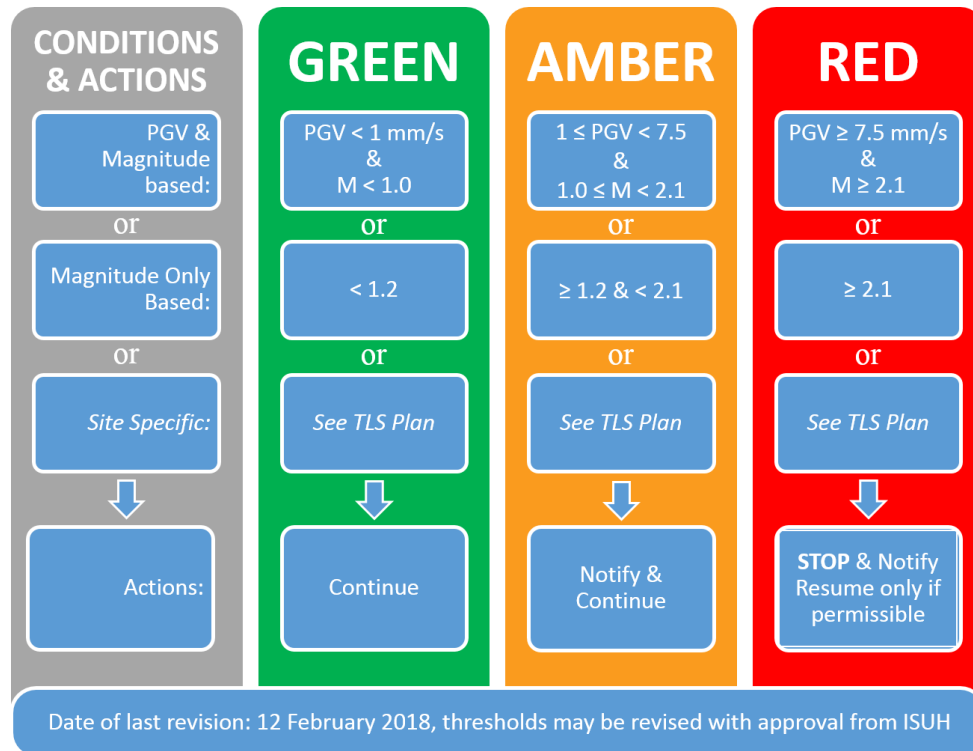 CONDITIONS
& ACTIONS
PGV &
Magnitude
based:
or
Magnitude Only
Based:
or
Site Specific:
Actions:
GREEN
PGV < 1 mm/s
&
M < 1.0
or
< 1.2
or
See TLS Plan
Continue
AMBER
1 ≤ PGV < 7.5
&
1.0 ≤ M < 2.1
or
≥ 1.2 & < 2.1
or
See TLS Plan
Notify &
Continue
RED
PGV ≥ 7.5 mm/s
&
M ≥ 2.1
or
≥ 2.1
or
See TLS Plan
STOP & Notify
Resume only if
permissible
Date of last revision: 12 February 2018, thresholds may be revised with approval from ISUH